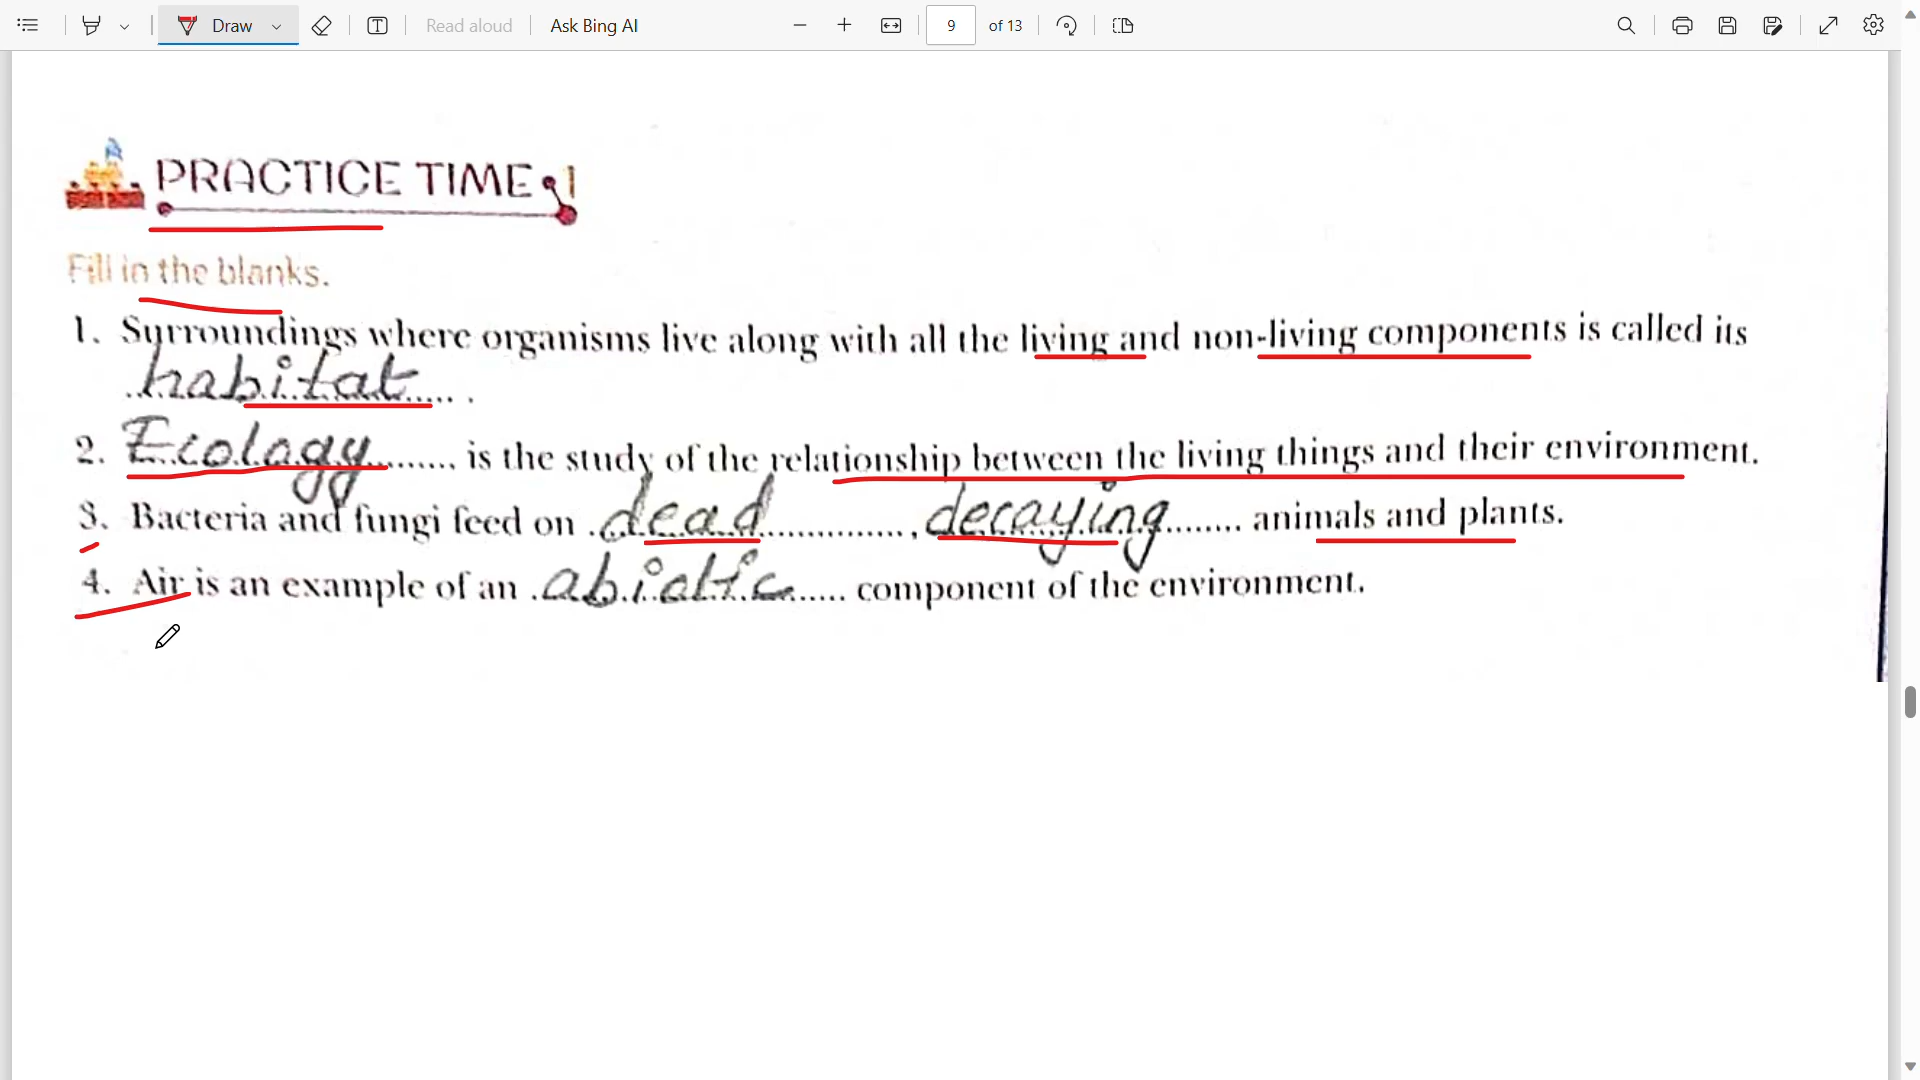 Draw
Read aloud
Ask Bing AI
9
of 13
PRACTICE TIME
Fill in the blanks.
1. Surroundings where organisms live along with all the living and non-living components is called its
habitat .
2. Ecology is the study of the relationship between the living things and their environment.
3. Bacteria and fungi feed on dead, decaying animals and plants.
4. Air is an example of an abiotic component of the environment.